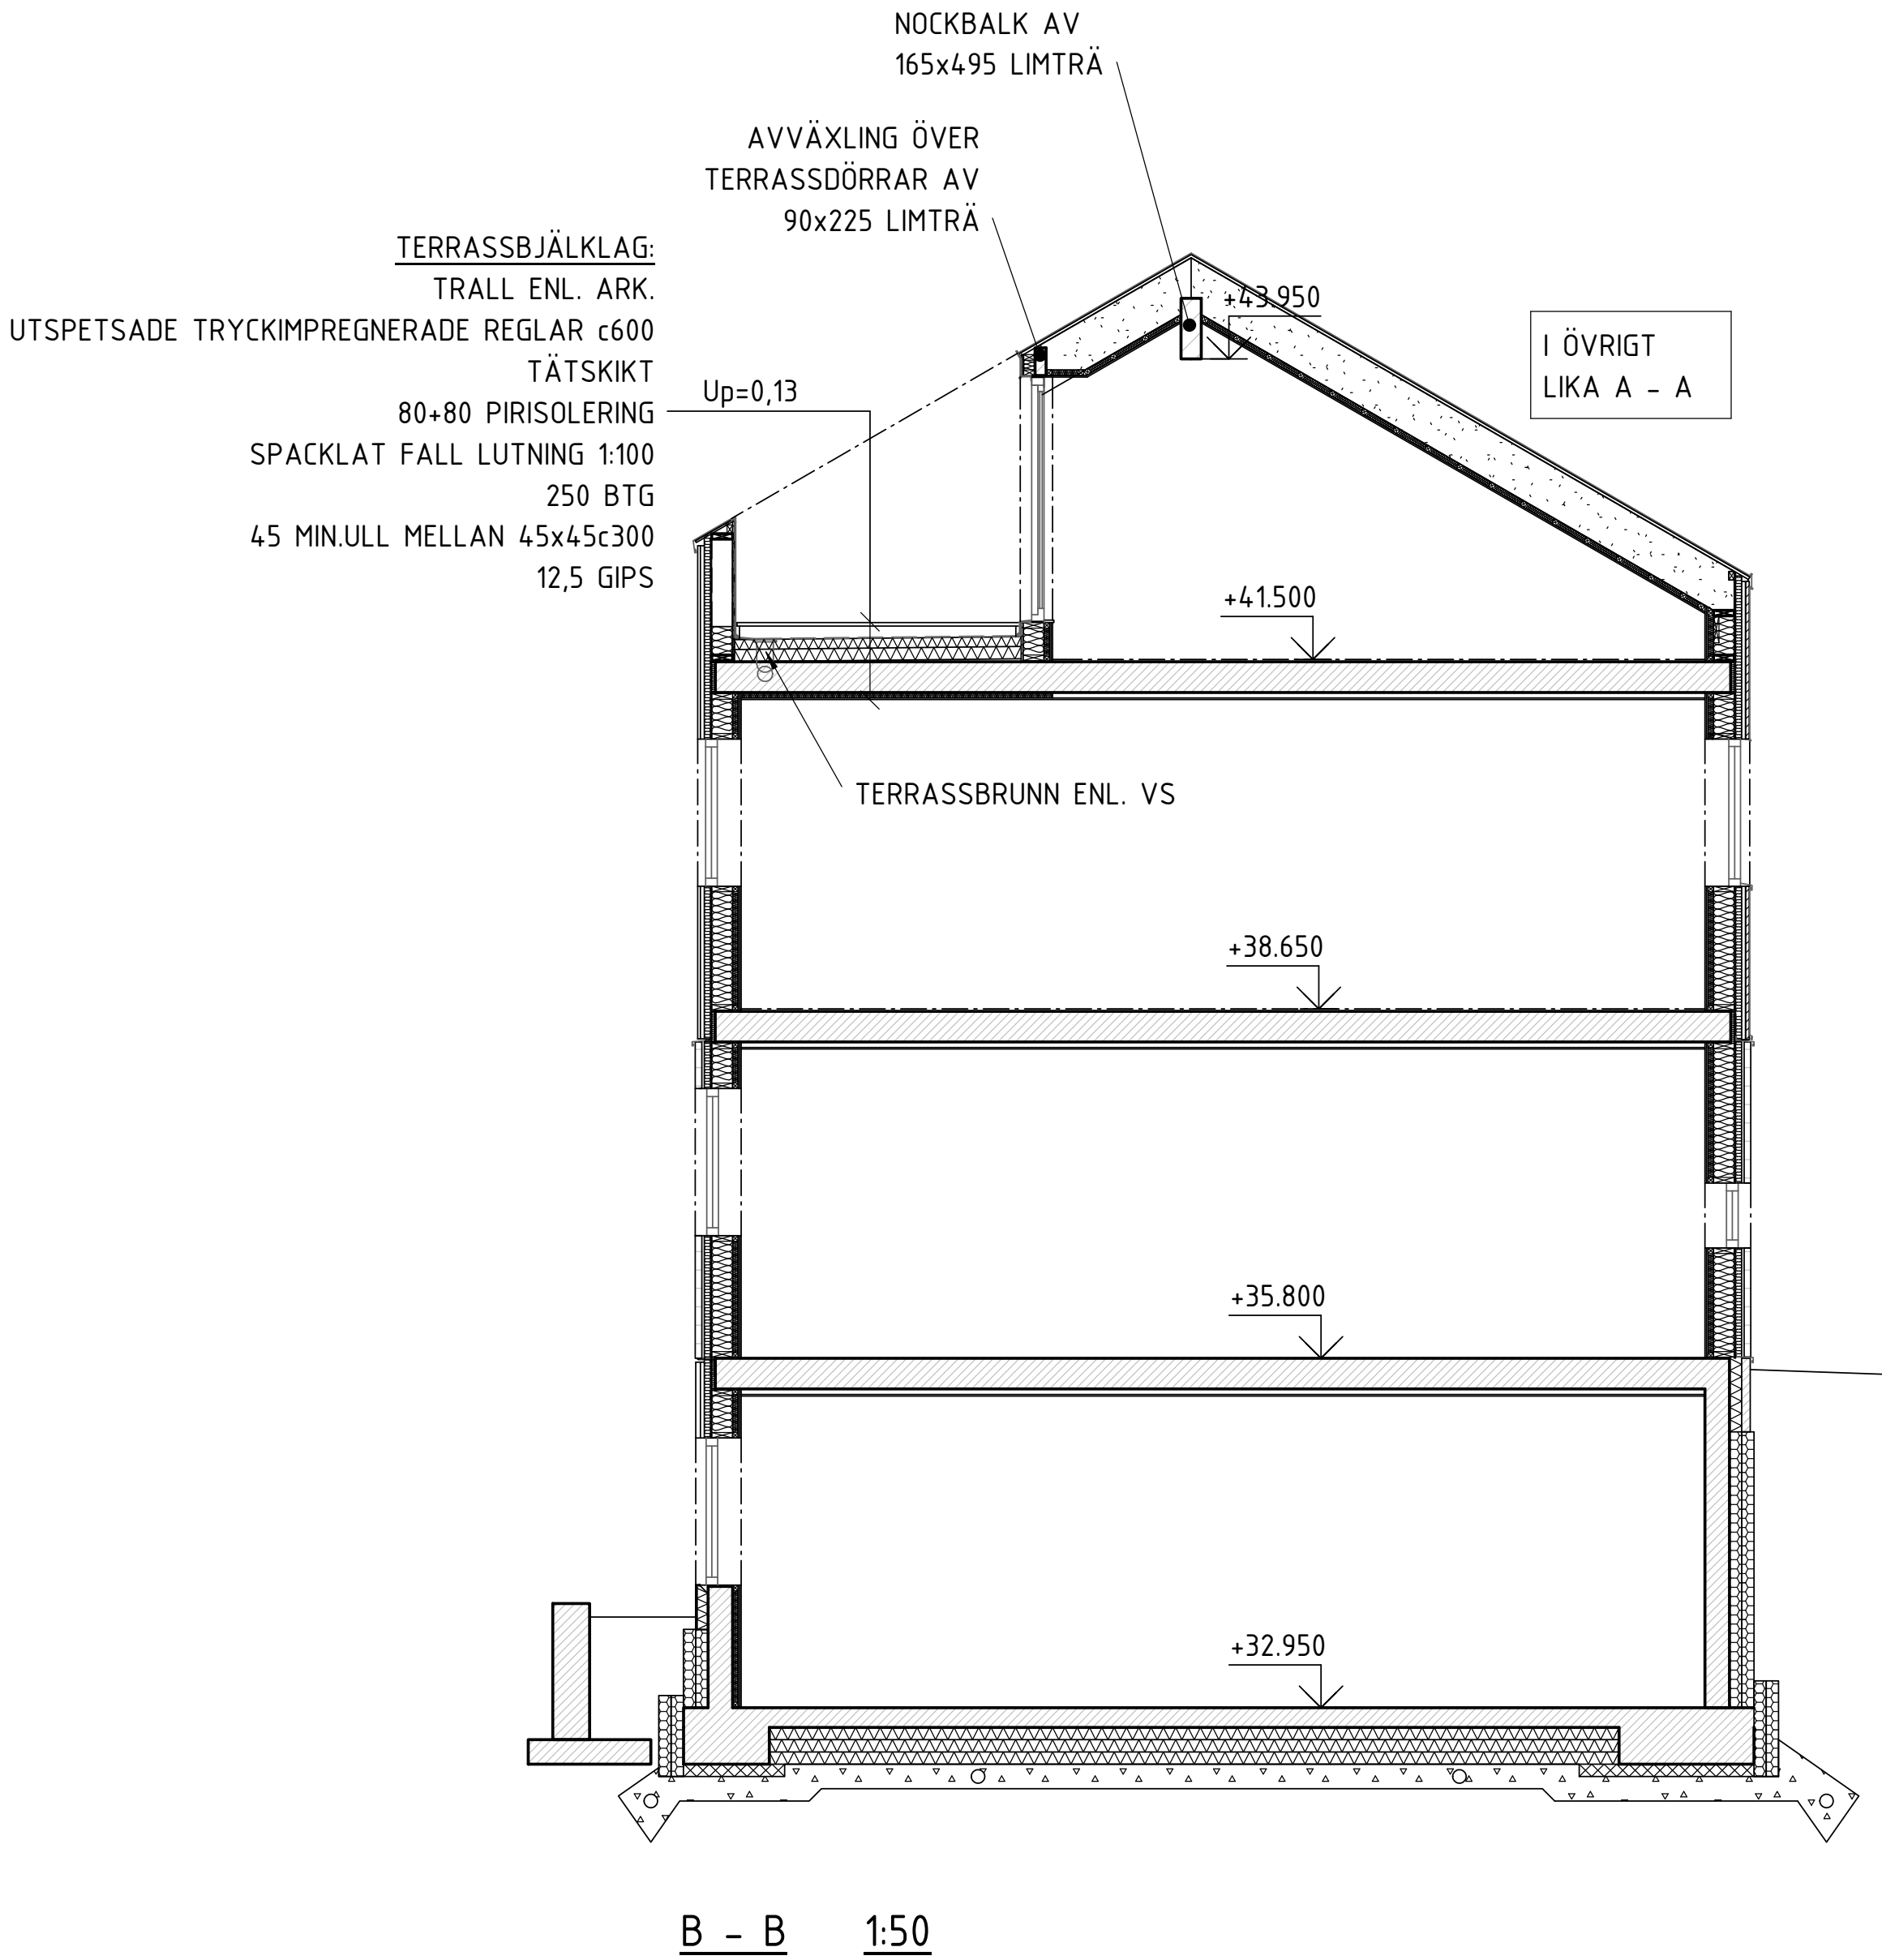 NOCKBALK AV
165x495 LIMTRÄ
AVVÄXLING ÖVER
TERRASSDÖRRAR AV
90x225 LIMTRÄ
TERRASSBJÄLKLAG:
TRALL ENL. ARK.
UTSPETSADE TRYCKIMPREGNERADE REGLAR c600
TÄTSKIKT
80+80 PIRISOLERING
SPACKLAT FALL LUTNING 1:100
250 BTG
45 MIN.ULL MELLAN 45x45c300
12,5 GIPS
Up=0,13
+43.950
I ÖVRIGT
LIKA A - A
+41.500
TERRASSBRUNN ENL. VS
+38.650
+35.800
+32.950
B - B 1:50